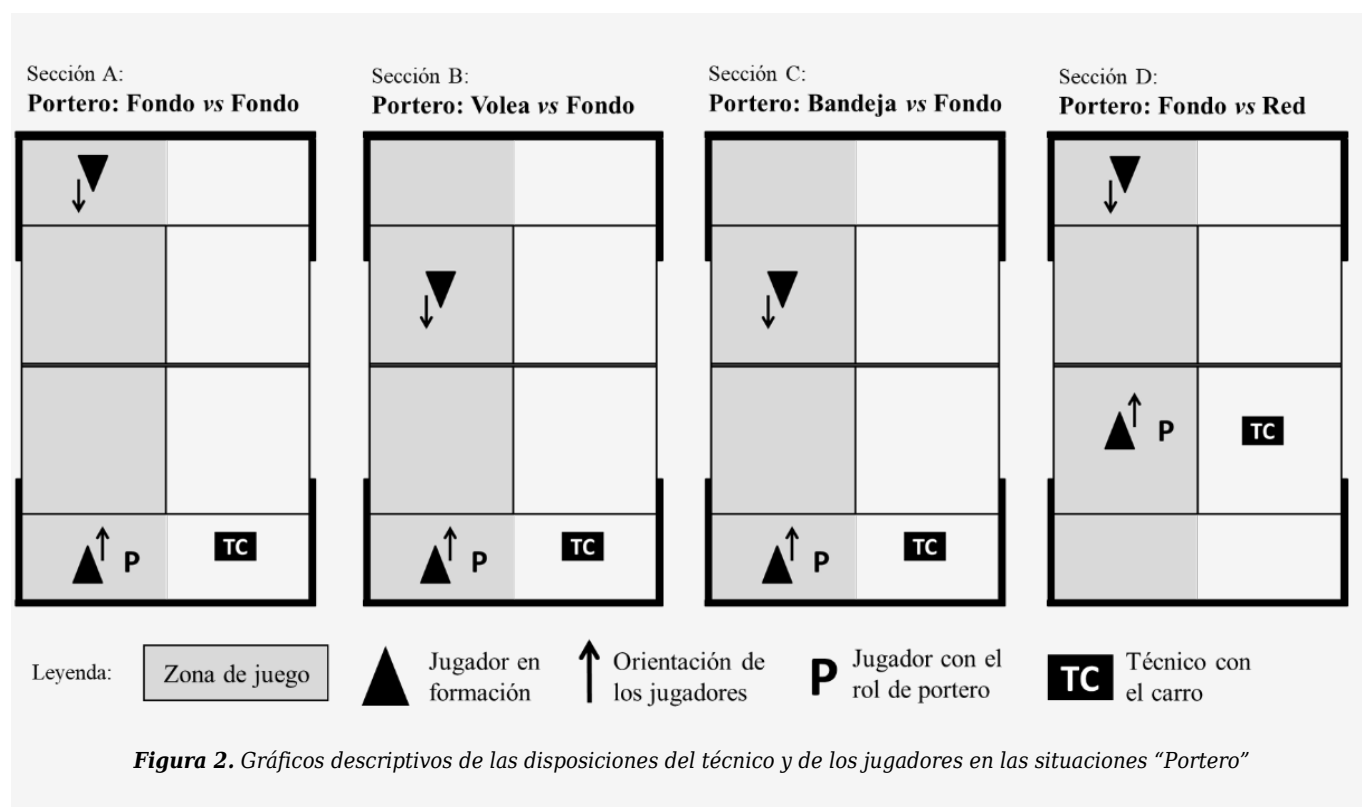 Sección A:
Portero: Fondo vs Fondo
Sección B:
Portero: Volea vs Fondo
Sección C:
Portero: Bandeja vs Fondo
Sección D:
Portero: Fondo vs Red
P
TC
P
TC
P
TC
P
TC
Leyenda:
Zona de juego
Jugador en
formación
Orientación de
los jugadores
P
Jugador con el
rol de portero
TC
Técnico con
el carro
Figura 2. Gráficos descriptivos de las disposiciones del técnico y de los jugadores en las situaciones “Portero”